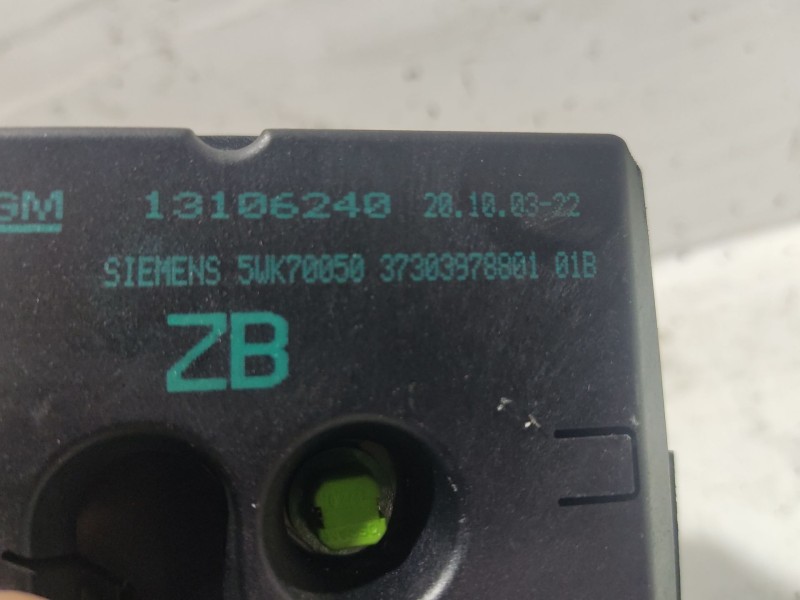 GM 13106240 20.10.03-22
SIEMENS 5WK70050 37303978801 01B
ZB